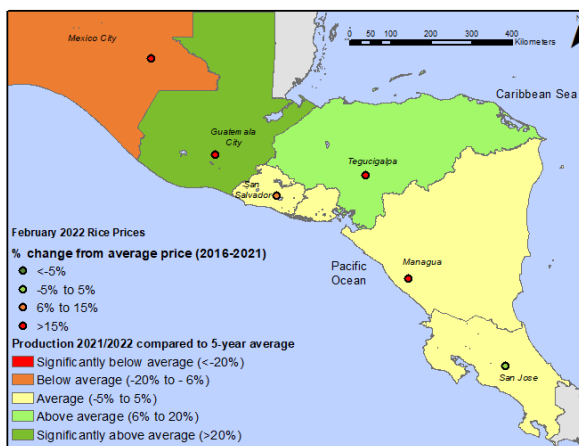 Mexico City
0 50 100 200 300 400
Kilometers
Caribbean Sea
Guatemala
City
Tegucigalpa
San
Salvador
February 2022 Rice Prices
% change from average price (2016-2021)
<-5%
-5% to 5%
6% to 15%
>15%
Pacific
Ocean
Managua
San Jose
Production 2021/2022 compared to 5-year average
Significantly below average (<-20%)
Below average (-20% to - 6%)
Average (-5% to 5%)
Above average (6% to 20%)
Significantly above average (>20%)